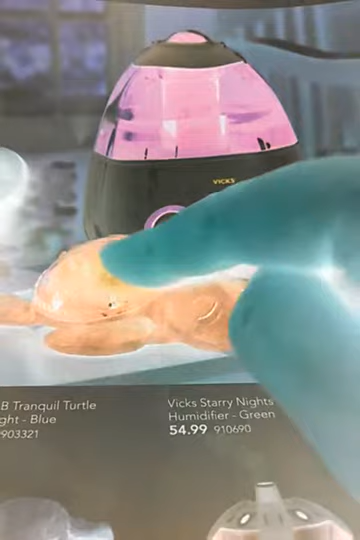 VICKS
B Tranquil Turtle
ght - Blue
903321
Vicks Starry Nights
Humidifier - Green
54.99 910690